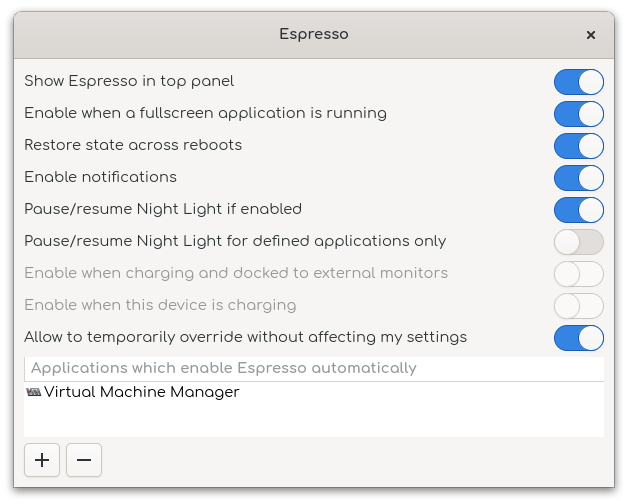 Espresso
Show Espresso in top panel
Enable when a fullscreen application is running
Restore state across reboots
Enable notifications
Pause/resume Night Light if enabled
Pause/resume Night Light for defined applications only
Enable when charging and docked to external monitors
Enable when this device is charging
Allow to temporarily override without affecting my settings
Applications which enable Espresso automatically
Virtual Machine Manager